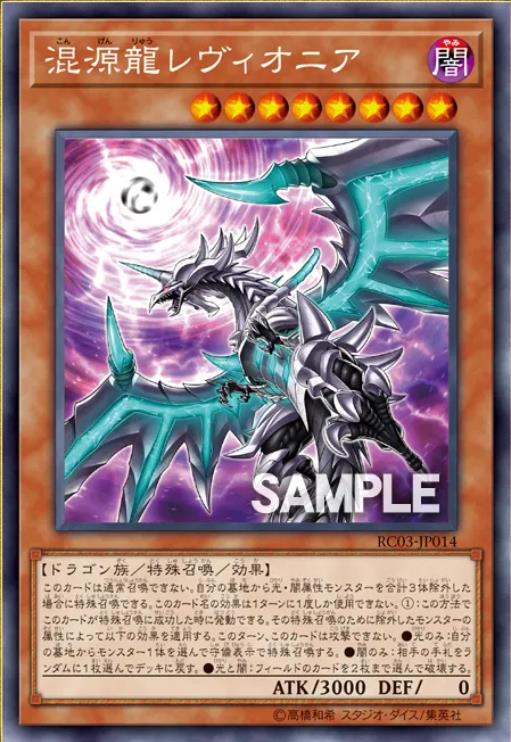 こん げん りゅう
混源龍レヴィオニア
やみ
闇
SAMPLE
RC03-JP014
【ドラゴン族/特殊召喚/効果】
このカードは通常召喚できない。自分の墓地から光・闇属性モンスターを合計3体除外した
場合に特殊召喚できる。このカード名の効果は1ターンに1度しか使用できない。①:この方法で
このカードが特殊召喚に成功した時に発動できる。その特殊召喚のために除外したモンスターの
属性によって以下の効果を適用する。このターン、このカードは攻撃できない。●光のみ:自分
の墓地からモンスター1体を選んで守備表示で特殊召喚する。●闇のみ:相手の手札をラ
ンダムに1枚選んでデッキに戻す。●光と闇:フィールドのカードを2枚まで選んで破壊する。
ATK/3000 DEF/ 0
©高橋和希 スタジオ・ダイス/集英社